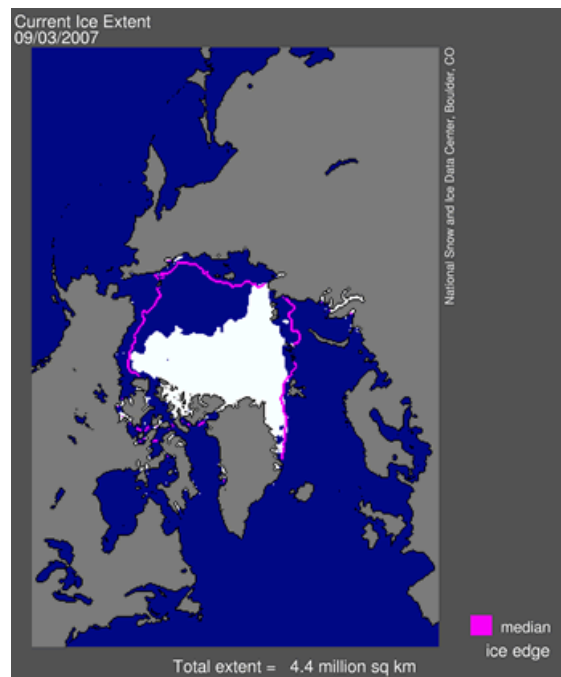 Current Ice Extent
09/03/2007
National Snow and Ice Data Center, Boulder, CO
median
ice edge
Total extent = 4.4 million sq km